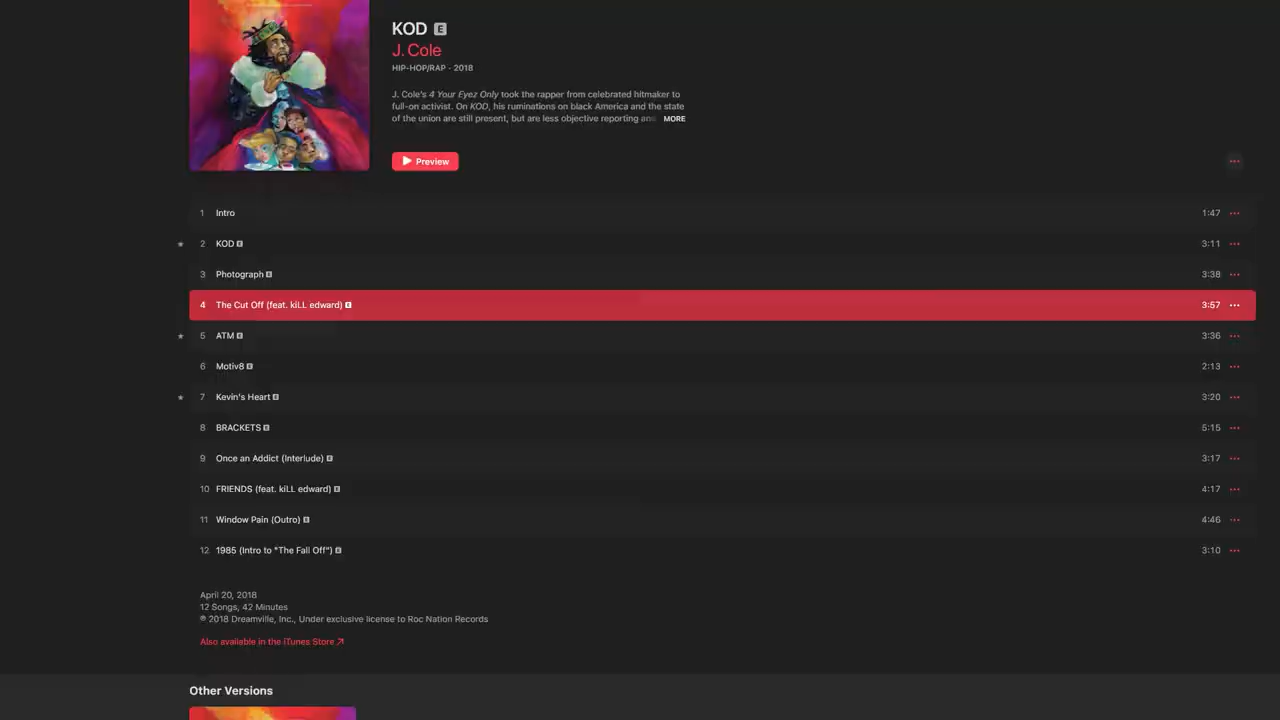 KOD E
J. Cole
HIP-HOP/RAP · 2018
J. Cole's 4 Your Eyez Only took the rapper from celebrated hitmaker to
full-on activist. On KOD, his ruminations on black America and the state
of the union are still present, but are less objective reporting and MORE
Preview
1 Intro 1:47
★ 2 KOD E 3:11
3 Photograph E 3:38
4 The Cut Off (feat. kiLL edward) E 3:57
★ 5 ATM E 3:36
6 Motiv8 E 2:13
★ 7 Kevin's Heart E 3:20
8 BRACKETS E 5:15
9 Once an Addict (Interlude) E 3:17
10 FRIENDS (feat. kiLL edward) E 4:17
11 Window Pain (Outro) E 4:46
12 1985 (Intro to "The Fall Off") E 3:10
April 20, 2018
12 Songs, 42 Minutes
℗ 2018 Dreamville, Inc., Under exclusive license to Roc Nation Records
Also available in the iTunes Store ↗
Other Versions